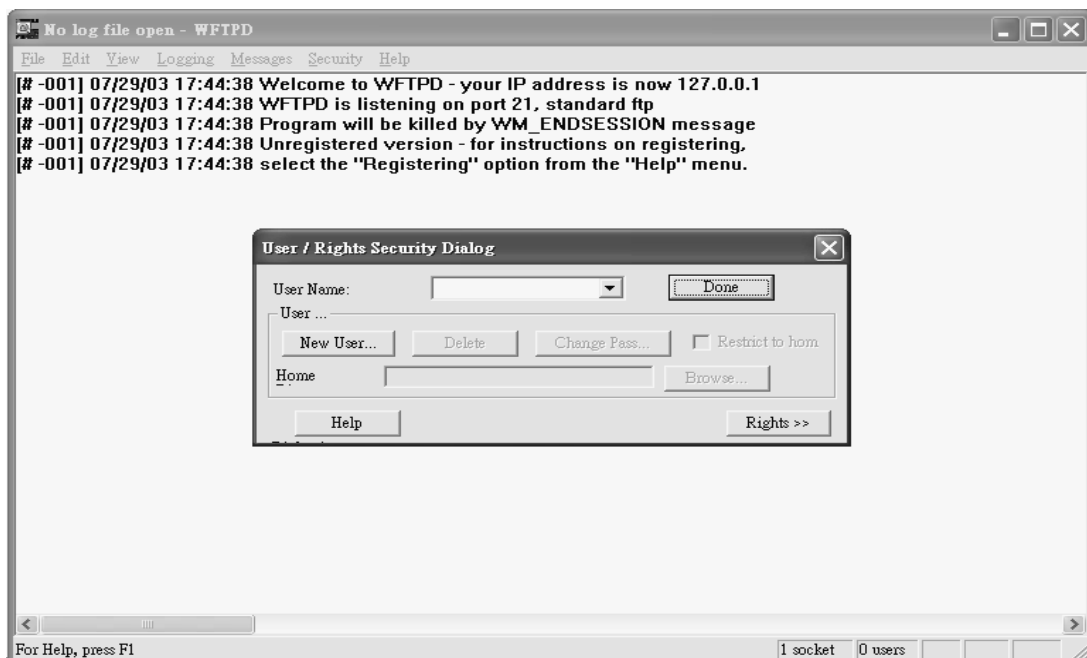 No log file open - WFTPD
File Edit View Logging Messages Security Help
[# -001] 07/29/03 17:44:38 Welcome to WFTPD - your IP address is now 127.0.0.1
[# -001] 07/29/03 17:44:38 WFTPD is listening on port 21, standard ftp
[# -001] 07/29/03 17:44:38 Program will be killed by WM_ENDSESSION message
[# -001] 07/29/03 17:44:38 Unregistered version - for instructions on registering,
[# -001] 07/29/03 17:44:38 select the "Registering" option from the "Help" menu.
User / Rights Security Dialog
User Name: Done
User ...
New User... Delete Change Pass... Restrict to hom
Home Browse...
Help Rights >>
For Help, press F1 1 socket 0 users